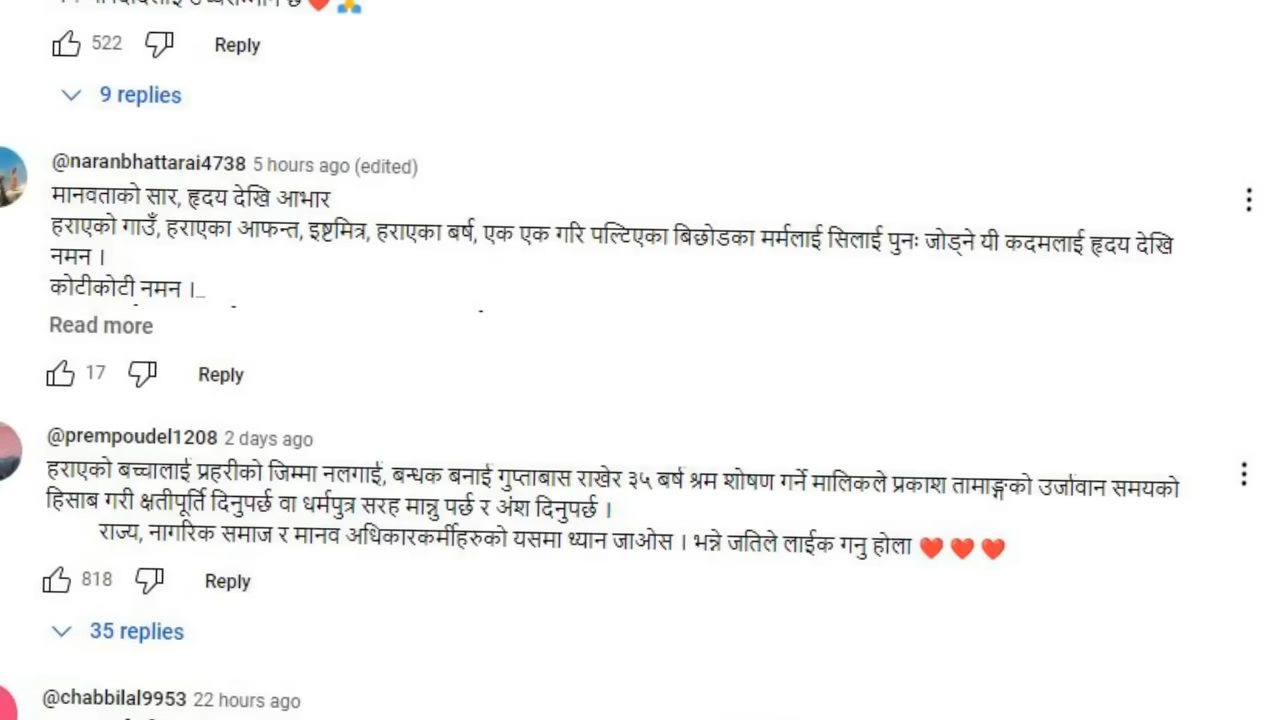 522 Reply
9 replies
@naranbhattarai4738 5 hours ago (edited)
मानवताको सार, हृदय देखि आभार
हराएको गाउँ, हराएका आफन्त, इष्टमित्र, हराएका बर्ष, एक एक गरि पल्टिएका बिछोडका मर्मलाई सिलाई पुनः जोड्ने यी कदमलाई हृदय देखि
नमन ।
कोटीकोटी नमन ।...
Read more
17 Reply
@prempoudel1208 2 days ago
हराएको बच्चालाई प्रहरीको जिम्मा नलगाई, बन्धक बनाई गुप्ताबास राखेर ३५ बर्ष श्रम शोषण गर्ने मालिकले प्रकाश तामाङ्गको उर्जावान समयको
हिसाब गरी क्षतीपूर्ति दिनुपर्छ वा धर्मपुत्र सरह मान्नु पर्छ र अंश दिनुपर्छ ।
राज्य, नागरिक समाज र मानव अधिकारकर्मीहरुको यसमा ध्यान जाओस । भन्ने जतिले लाईक गनु होला ❤️ ❤️ ❤️
818 Reply
35 replies
@chabbilal9953 22 hours ago